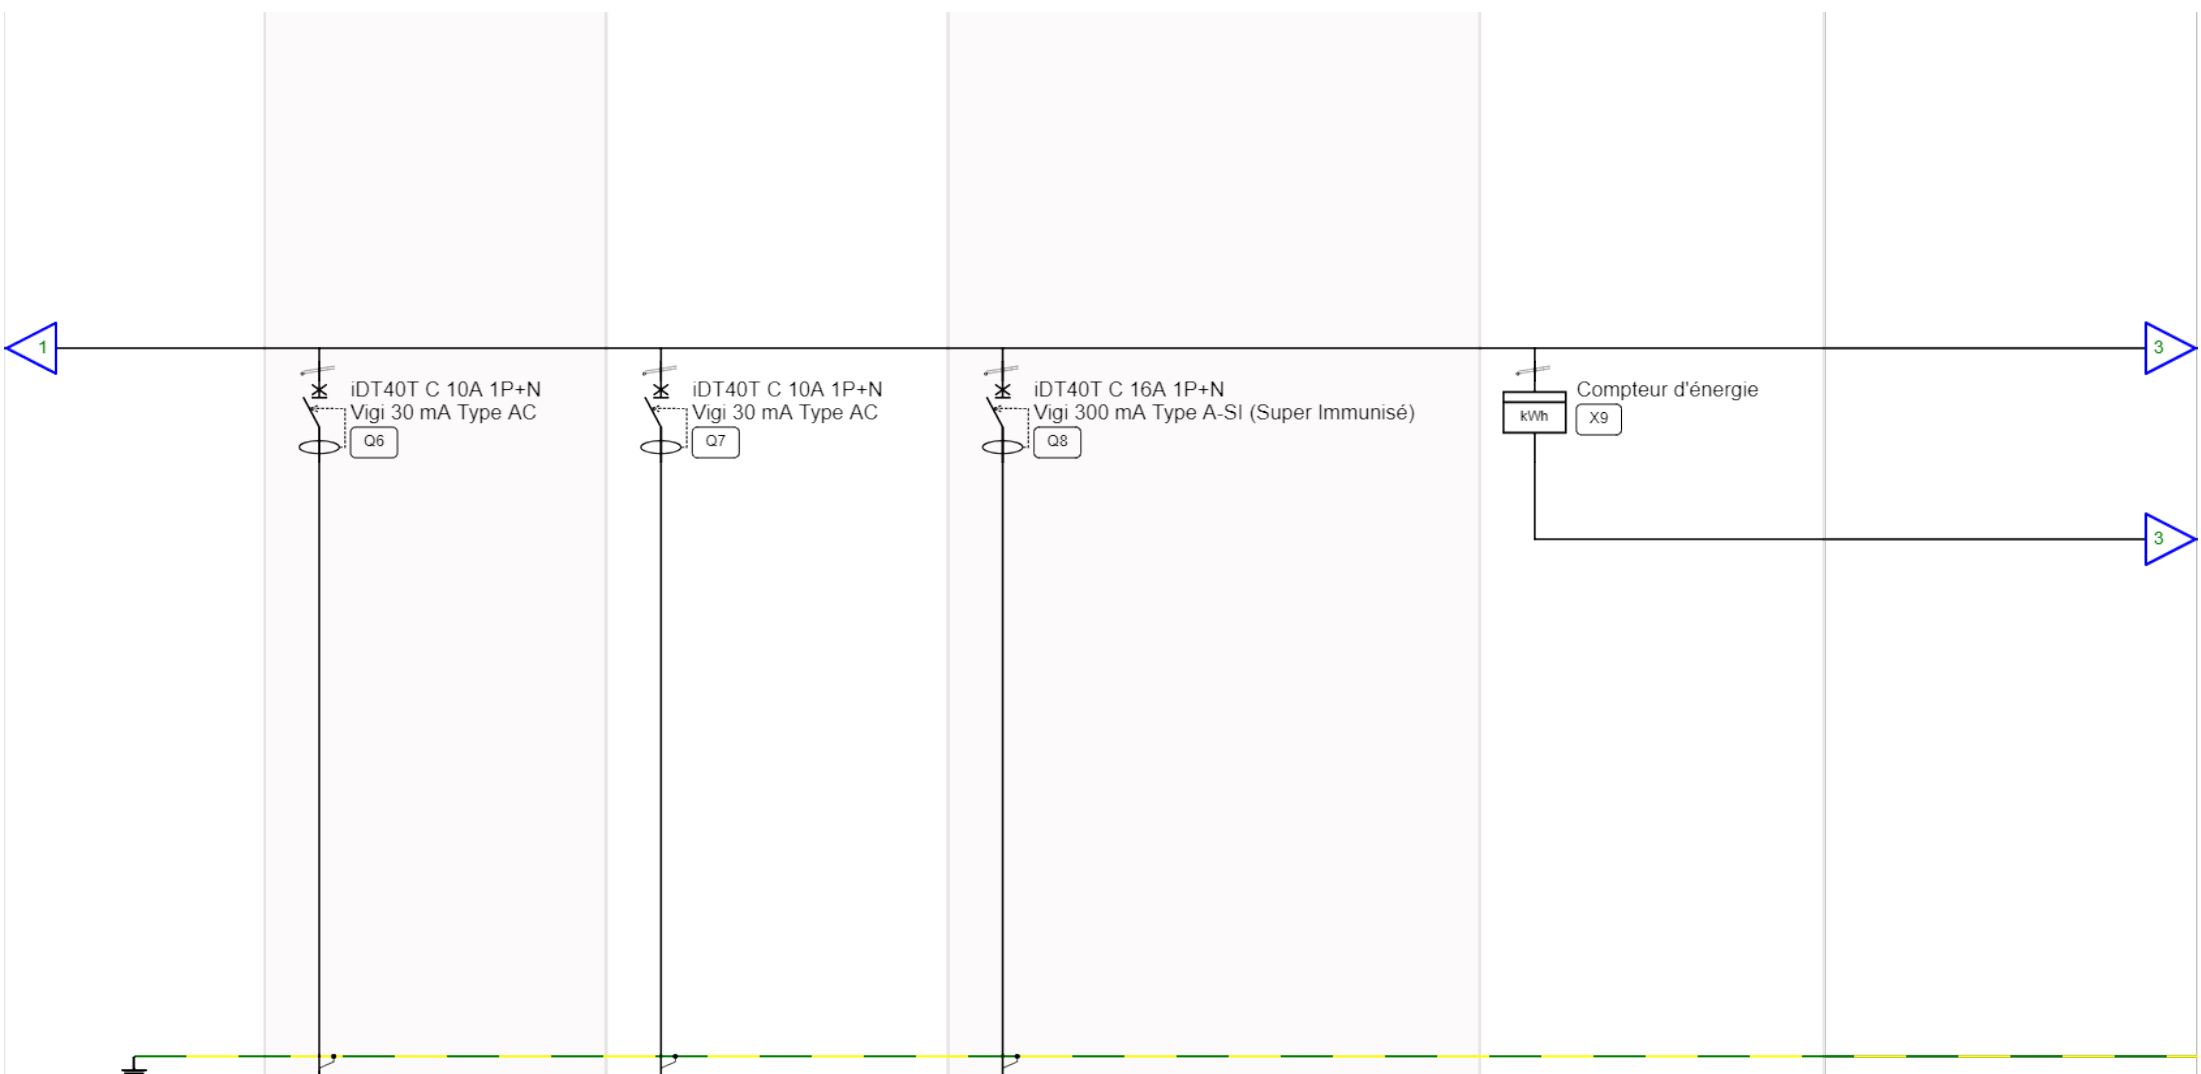 1
3
iDT40T C 10A 1P+N
Vigi 30 mA Type AC
Q6
iDT40T C 10A 1P+N
Vigi 30 mA Type AC
Q7
iDT40T C 16A 1P+N
Vigi 300 mA Type A-SI (Super Immunisé)
Q8
kWh
Compteur d'énergie
X9
3